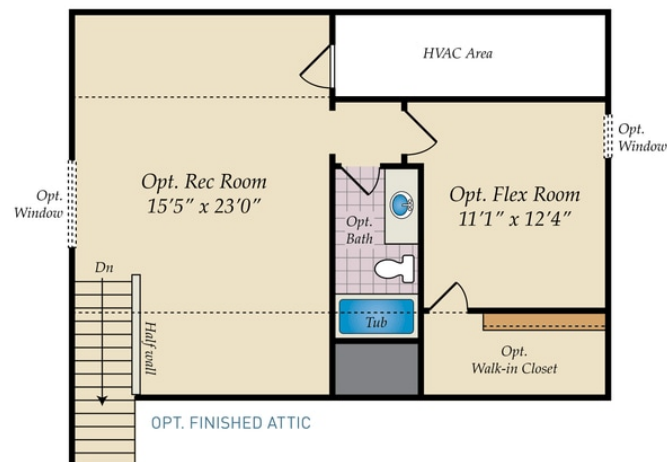 HVAC Area
Opt.
Window
Opt. Rec Room
15'5" x 23'0"
Opt.
Window
Opt. Flex Room
11'1" x 12'4"
Opt.
Bath
Dn
Half wall
Tub
Opt.
Walk-in Closet
OPT. FINISHED ATTIC